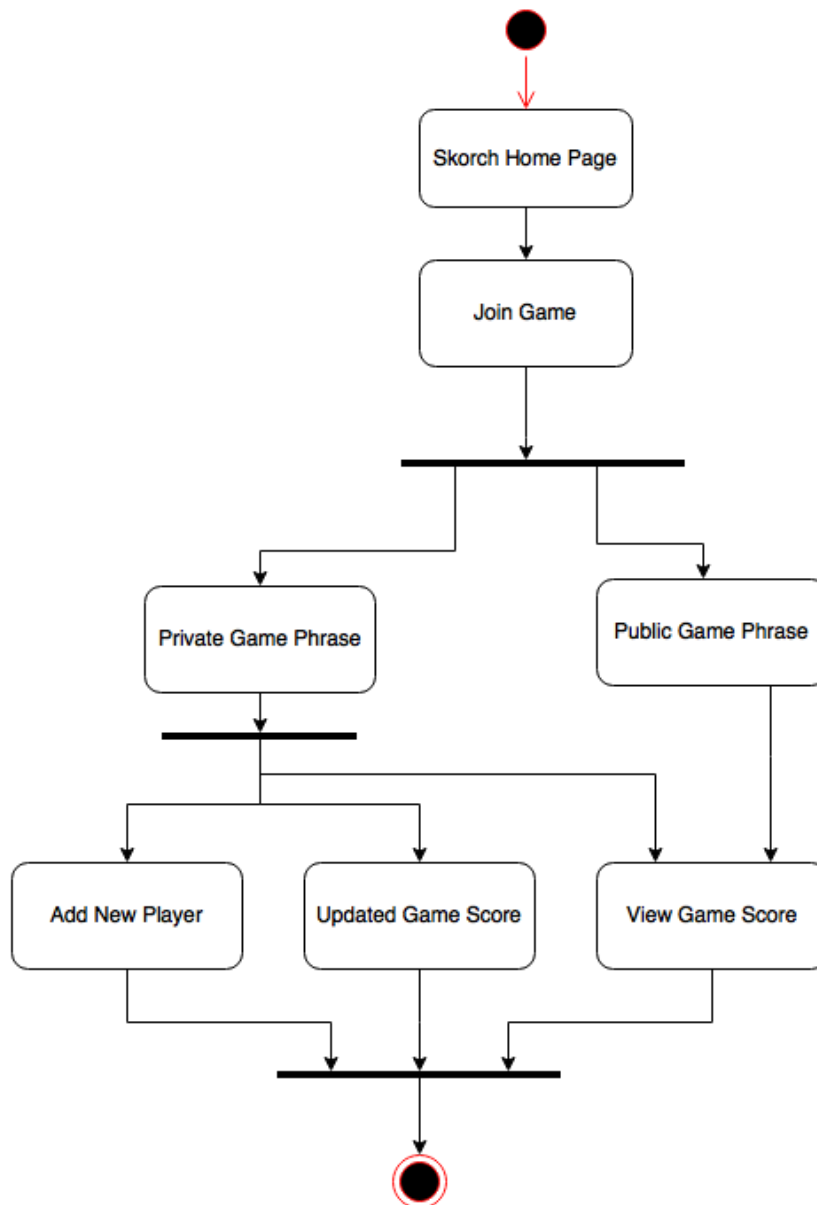 Skorch Home Page
Join Game
Private Game Phrase
Public Game Phrase
Add New Player
Updated Game Score
View Game Score